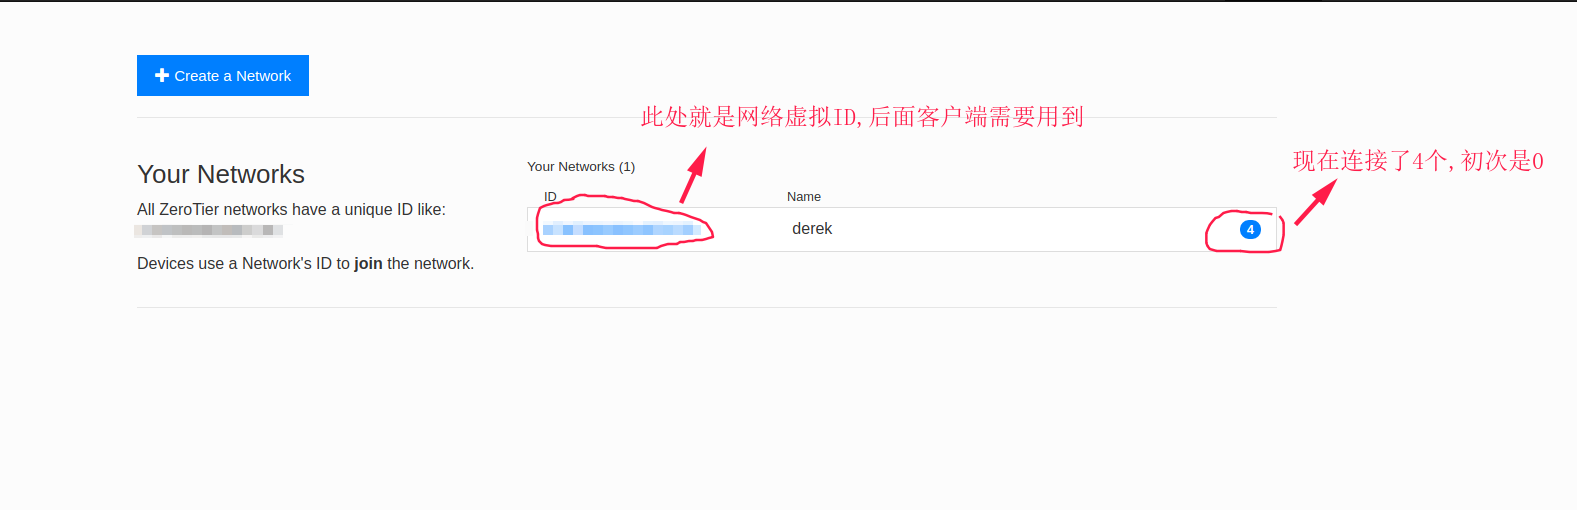 Create a Network
此处就是网络虚拟ID,后面客户端需要用到
现在连接了4个,初次是0
Your Networks
All ZeroTier networks have a unique ID like:
Devices use a Network's ID to join the network.
Your Networks (1)
ID Name
derek 4